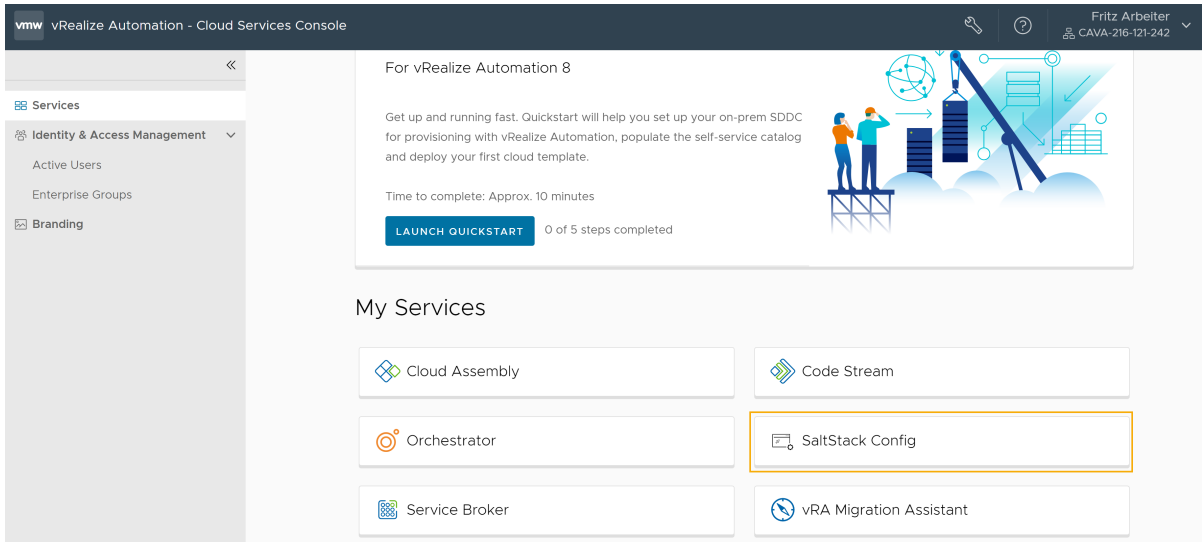 vmw vRealize Automation - Cloud Services Console
Fritz Arbeiter
CAVA-216-121-242
Services
Identity & Access Management
Active Users
Enterprise Groups
Branding
For vRealize Automation 8
Get up and running fast. Quickstart will help you set up your on-prem SDDC
for provisioning with vRealize Automation, populate the self-service catalog
and deploy your first cloud template.
Time to complete: Approx. 10 minutes
LAUNCH QUICKSTART 0 of 5 steps completed
My Services
Cloud Assembly
Code Stream
Orchestrator
SaltStack Config
Service Broker
vRA Migration Assistant